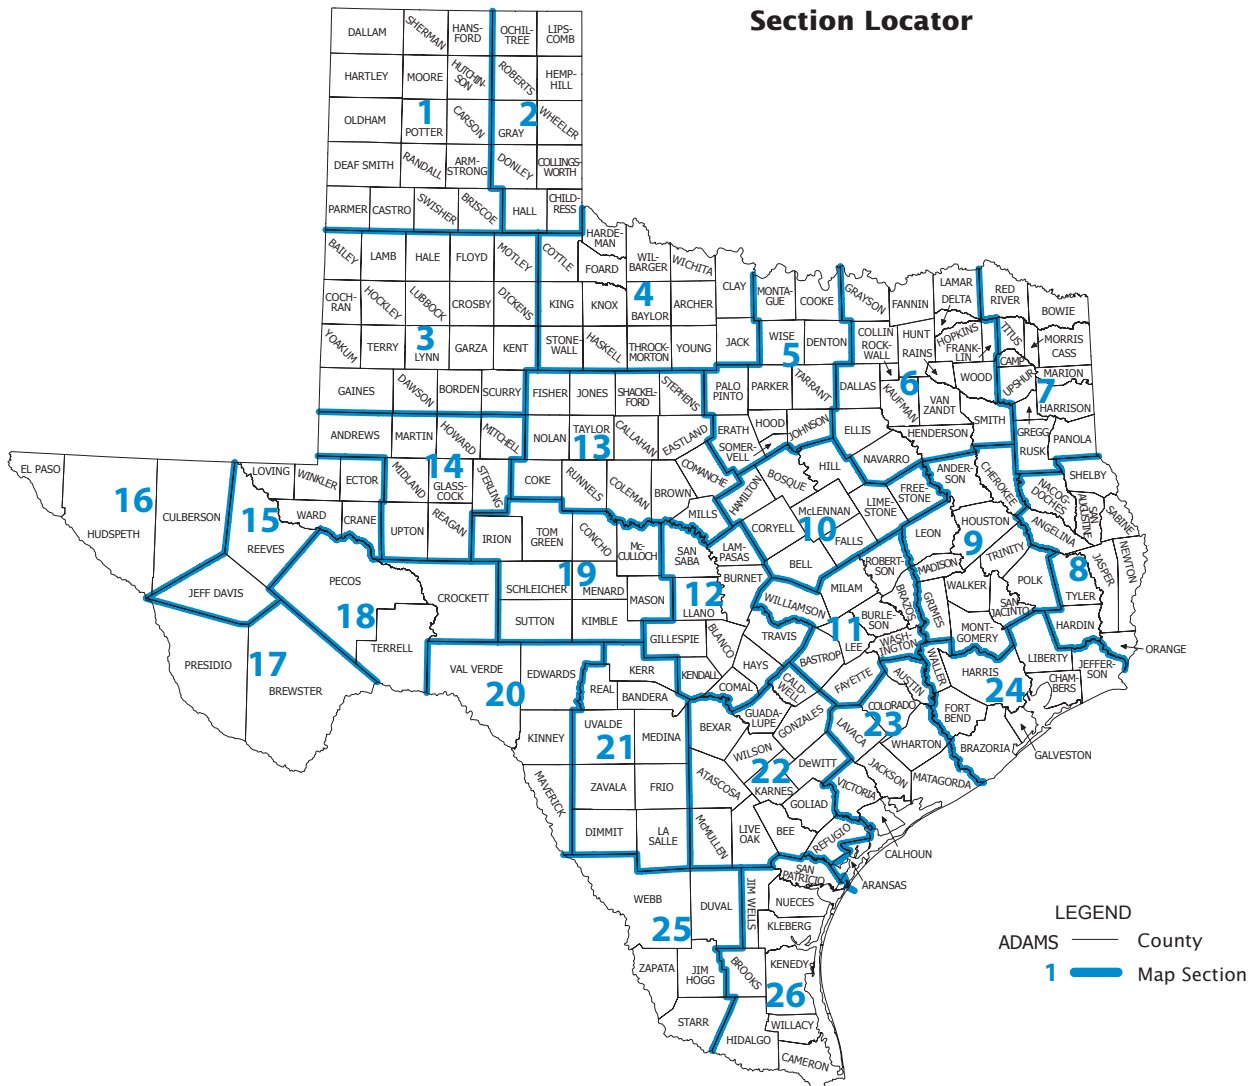 Section Locator
DALLAM
SHERMAN
HANS-
FORD
OCHIL-
TREE
LIPS-
COMB
HARTLEY
MOORE
HUTCHIN-
SON
ROBERTS
HEMP-
HILL
1
2
OLDHAM
POTTER
CARSON
GRAY
WHEELER
DEAF SMITH
RANDALL
ARM-
STRONG
DONLEY
COLLINGS-
WORTH
PARMER
CASTRO
SWISHER
BRISCOE
HALL
CHILD-
RESS
BAILEY
LAMB
HALE
FLOYD
MOTLEY
COTTLE
HARDE-
MAN
FOARD
WIL-
BARGER
WICHITA
COCH-
RAN
HOCKLEY
LUBBOCK
CROSBY
DICKENS
KING
KNOX
4
BAYLOR
ARCHER
CLAY
MONTA-
GUE
COOKE
GRAYSON
FANNIN
LAMAR
DELTA
RED
RIVER
BOWIE
YOAKUM
TERRY
3
LYNN
GARZA
KENT
STONE-
WALL
HASKELL
THROCK-
MORTON
YOUNG
JACK
WISE
5
DENTON
COLLIN
ROCK-
WALL
HUNT
RAINS
HOPKINS
FRANK-
LIN
TITUS
CAMP
MORRIS
CASS
GAINES
DAWSON
BORDEN
SCURRY
FISHER
JONES
SHACKEL-
FORD
STEPHENS
PALO
PINTO
PARKER
TARRANT
DALLAS
KAUFMAN
6
VAN
ZANDT
WOOD
UPSHUR
7
MARION
HARRISON
ANDREWS
MARTIN
HOWARD
MITCHELL
NOLAN
TAYLOR
13
CALLAHAN
EASTLAND
ERATH
HOOD
SOMER-
VELL
JOHNSON
ELLIS
HENDERSON
SMITH
GREGG
RUSK
PANOLA
EL PASO
16
HUDSPETH
CULBERSON
LOVING
WINKLER
ECTOR
MIDLAND
14
GLASS-
COCK
STERLING
COKE
RUNNELS
COLEMAN
BROWN
COMANCHE
MILLS
HAMILTON
BOSQUE
HILL
NAVARRO
ANDER-
SON
CHEROKEE
NACOG-
DOCHES
SHELBY
SAN
AUGUSTINE
SABINE
15
REEVES
WARD
CRANE
UPTON
REAGAN
IRION
TOM
GREEN
CONCHO
Mc-
CULLOCH
SAN
SABA
LAM-
PASAS
CORYELL
McLENNAN
10
FALLS
LIME-
STONE
FREE-
STONE
LEON
HOUSTON
9
ANGELINA
TRINITY
JEFF DAVIS
PECOS
18
TERRELL
CROCKETT
SCHLEICHER
19
MENARD
SUTTON
KIMBLE
MASON
12
LLANO
BURNET
BELL
MILAM
ROBERT-
SON
MADISON
WALKER
POLK
8
TYLER
JASPER
NEWTON
PRESIDIO
17
BREWSTER
VAL VERDE
20
EDWARDS
KERR
REAL
BANDERA
GILLESPIE
BLANCO
KENDALL
COMAL
HAYS
TRAVIS
WILLIAMSON
11
LEE
BASTROP
BURLE-
SON
BRAZOS
GRIMES
WASH-
INGTON
MONT-
GOMERY
SAN
JACINTO
HARDIN
LIBERTY
ORANGE
JEFFER-
SON
CHAM-
BERS
HARRIS
24
WALLER
AUSTIN
FAYETTE
CALD-
WELL
GUADA-
LUPE
GONZALES
LAVACA
COLORADO
23
WHARTON
FORT
BEND
BRAZORIA
GALVESTON
KINNEY
UVALDE
21
MEDINA
BEXAR
WILSON
22
KARNES
DeWITT
JACKSON
MATAGORDA
VICTORIA
MAVERICK
ZAVALA
FRIO
ATASCOSA
GOLIAD
CALHOUN
DIMMIT
LA
SALLE
McMULLEN
LIVE
OAK
BEE
REFUGIO
ARANSAS
SAN
PATRICIO
WEBB
25
DUVAL
JIM WELLS
NUECES
KLEBERG
ZAPATA
JIM
HOGG
BROOKS
KENEDY
26
STARR
HIDALGO
WILLACY
CAMERON
LEGEND
ADAMS
County
1
Map Section